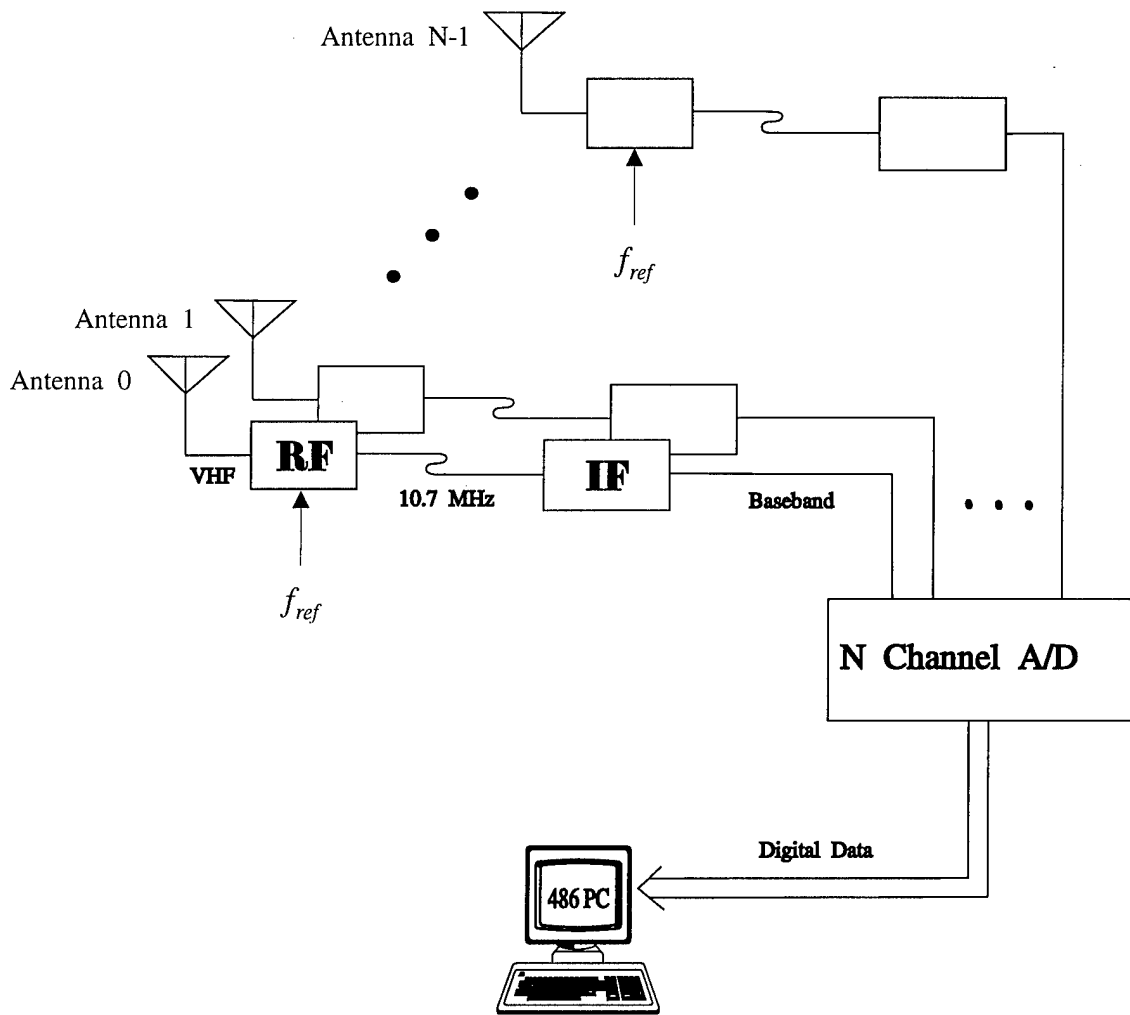 Antenna N-1
f_ref
Antenna 1
Antenna 0
VHF
RF
10.7 MHz
IF
Baseband
f_ref
N Channel A/D
Digital Data
486 PC